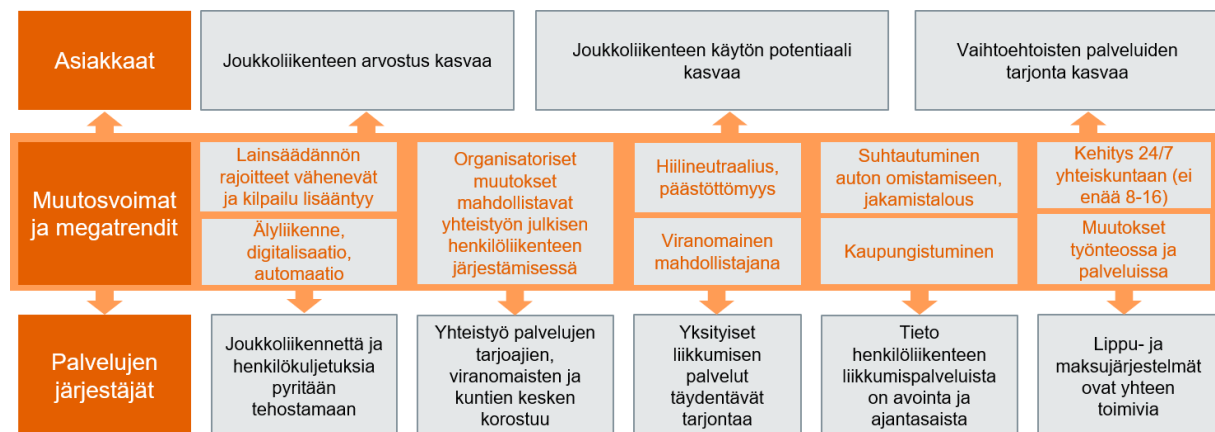 Asiakkaat
Joukkoliikenteen arvostus kasvaa
Joukkoliikenteen käytön potentiaali
kasvaa
Vaihtoehtoisten palveluiden
tarjonta kasvaa
Muutosvoimat
ja megatrendit
Lainsäädännön
rajoitteet vähenevät
ja kilpailu lisääntyy
Älyliikenne,
digitalisaatio,
automaatio
Organisatoriset
muutokset
mahdollistavat
yhteistyön julkisen
henkilöliikenteen
järjestämisessä
Hiilineutraalius,
päästöttömyys
Viranomainen
mahdollistajana
Suhtautuminen
auton omistamiseen,
jakamistalous
Kaupungistuminen
Kehitys 24/7
yhteiskuntaan (ei
enää 8-16)
Muutokset
työnteossa ja
palveluissa
Palvelujen
järjestäjät
Joukkoliikennettä ja
henkilökuljetuksia
pyritään
tehostamaan
Yhteistyö palvelujen
tarjoajien,
viranomaisten ja
kuntien kesken
korostuu
Yksityiset
liikkumisen
palvelut
täydentävät
tarjontaa
Tieto
henkilöliikenteen
liikkumispalveluista
on avointa ja
ajantasaista
Lippu- ja
maksujärjestelmät
ovat yhteen
toimivia